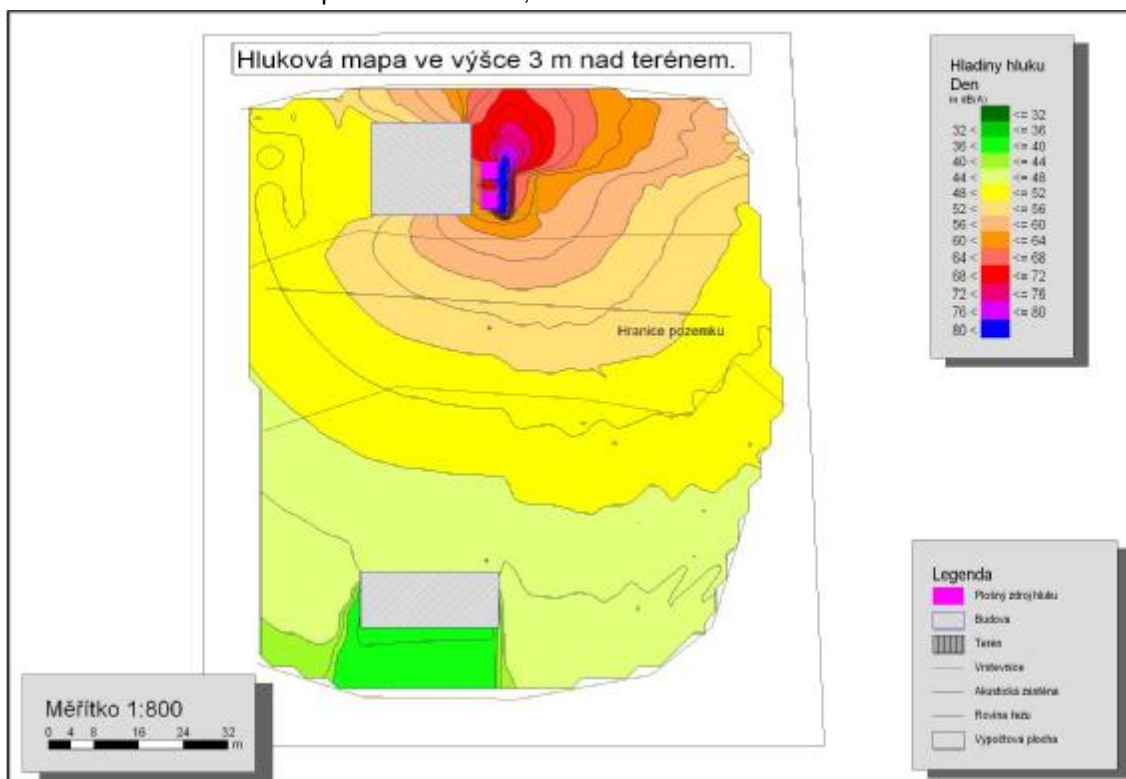 Hluková mapa ve výšce 3 m nad terénem.
Hladiny hluku
Den
in dB(A)
<= 32
32 < <= 36
36 < <= 40
40 < <= 44
44 < <= 48
48 < <= 52
52 < <= 56
56 < <= 60
60 < <= 64
64 < <= 68
68 < <= 72
72 < <= 76
76 < <= 80
80 <
Hranice pozemku
Legenda
Plošný zdroj hluku
Budova
Terén
Vrstevnice
Akustická zástěna
Rovina řezu
Výpočtová plocha
Měřítko 1:800
0 4 8 16 24 32
m